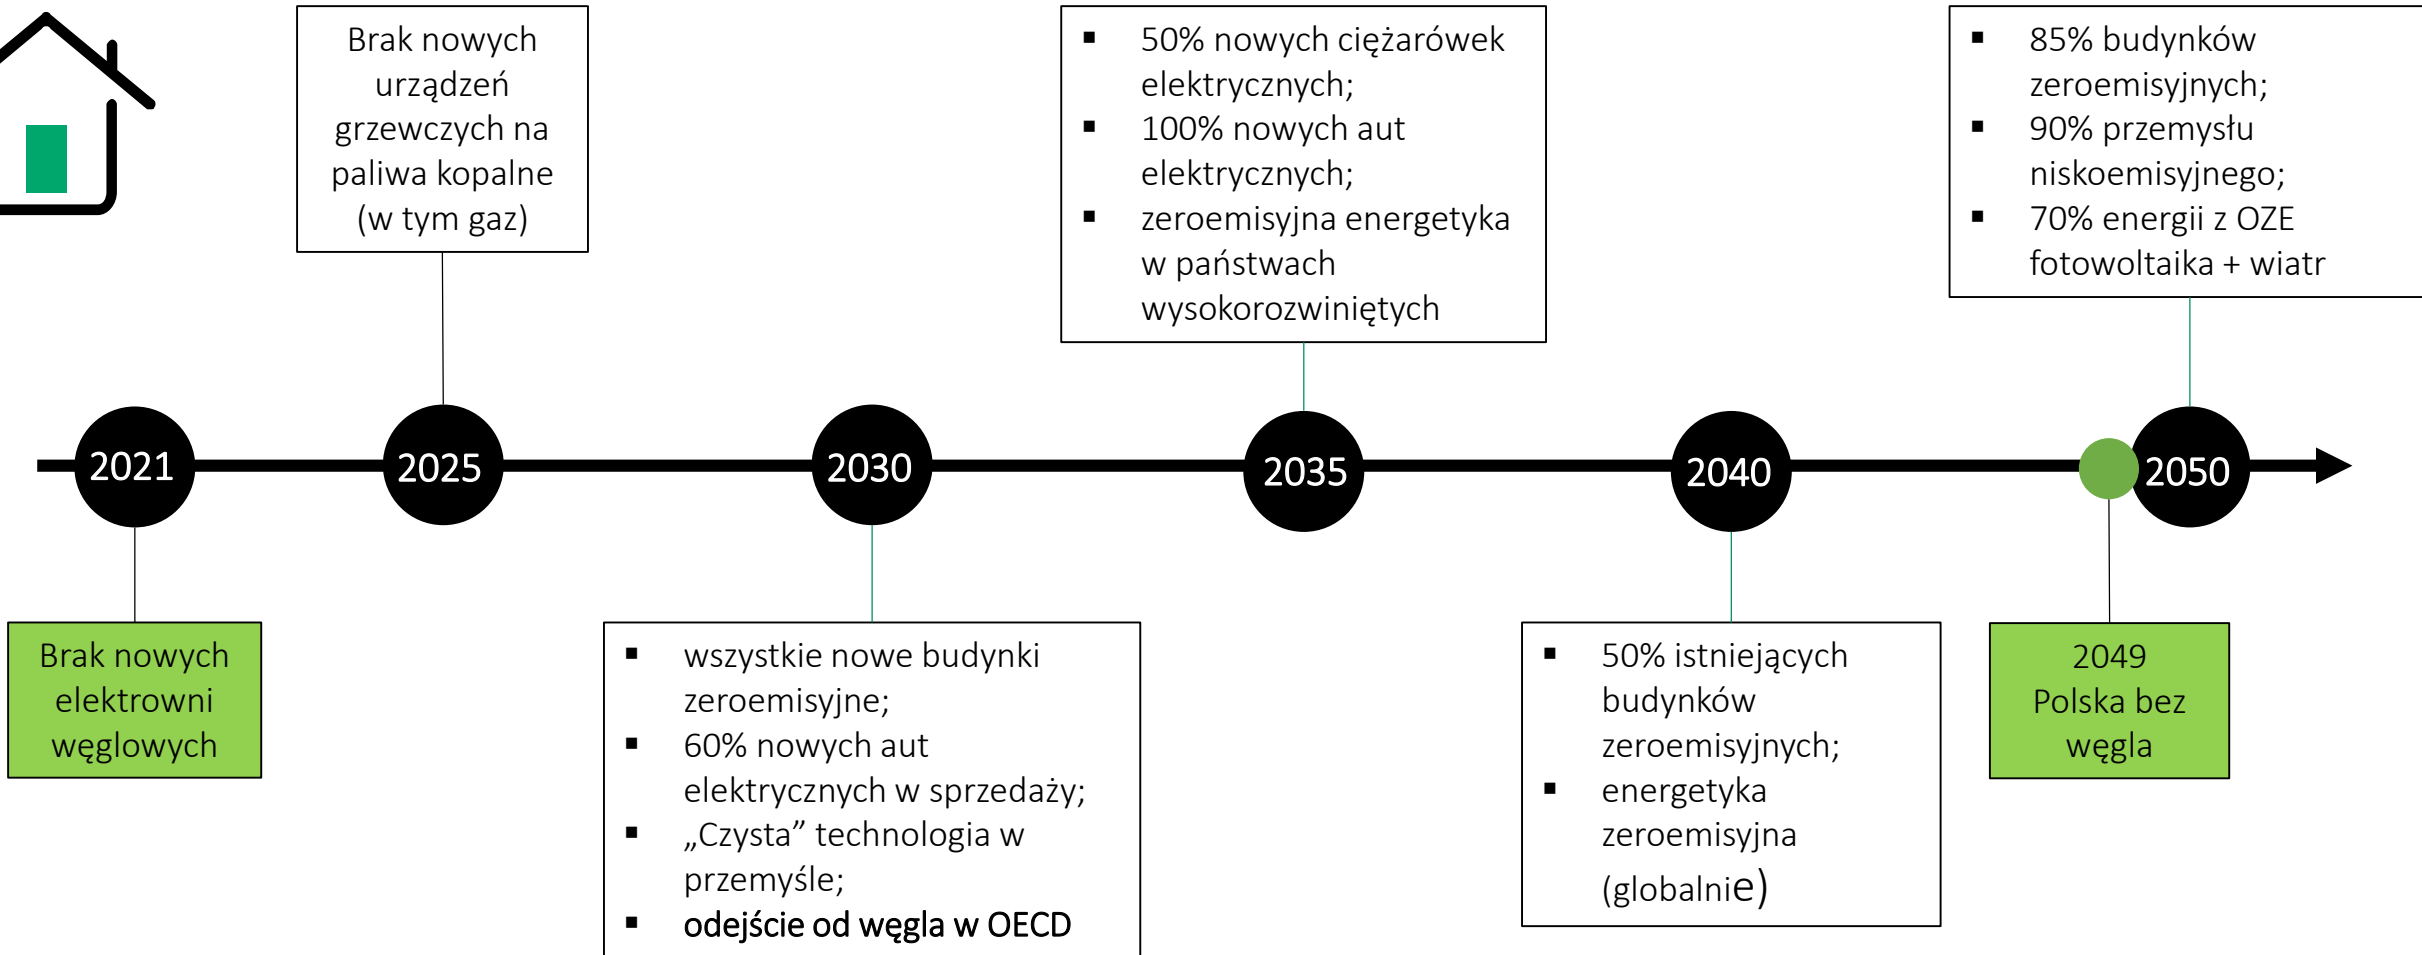 Brak nowych
urządzeń
grzewczych na
paliwa kopalne
(w tym gaz)
▪ 50% nowych ciężarówek
elektrycznych;
▪ 100% nowych aut
elektrycznych;
▪ zeroemisyjna energetyka
w państwach
wysokorozwiniętych
▪ 85% budynków
zeroemisyjnych;
▪ 90% przemysłu
niskoemisyjnego;
▪ 70% energii z OZE
fotowoltaika + wiatr
2021
2025
2030
2035
2040
2050
Brak nowych
elektrowni
węglowych
▪ wszystkie nowe budynki
zeroemisyjne;
▪ 60% nowych aut
elektrycznych w sprzedaży;
▪ „Czysta” technologia w
przemyśle;
▪ odejście od węgla w OECD
▪ 50% istniejących
budynków
zeroemisyjnych;
▪ energetyka
zeroemisyjna
(globalnie)
2049
Polska bez
węgla